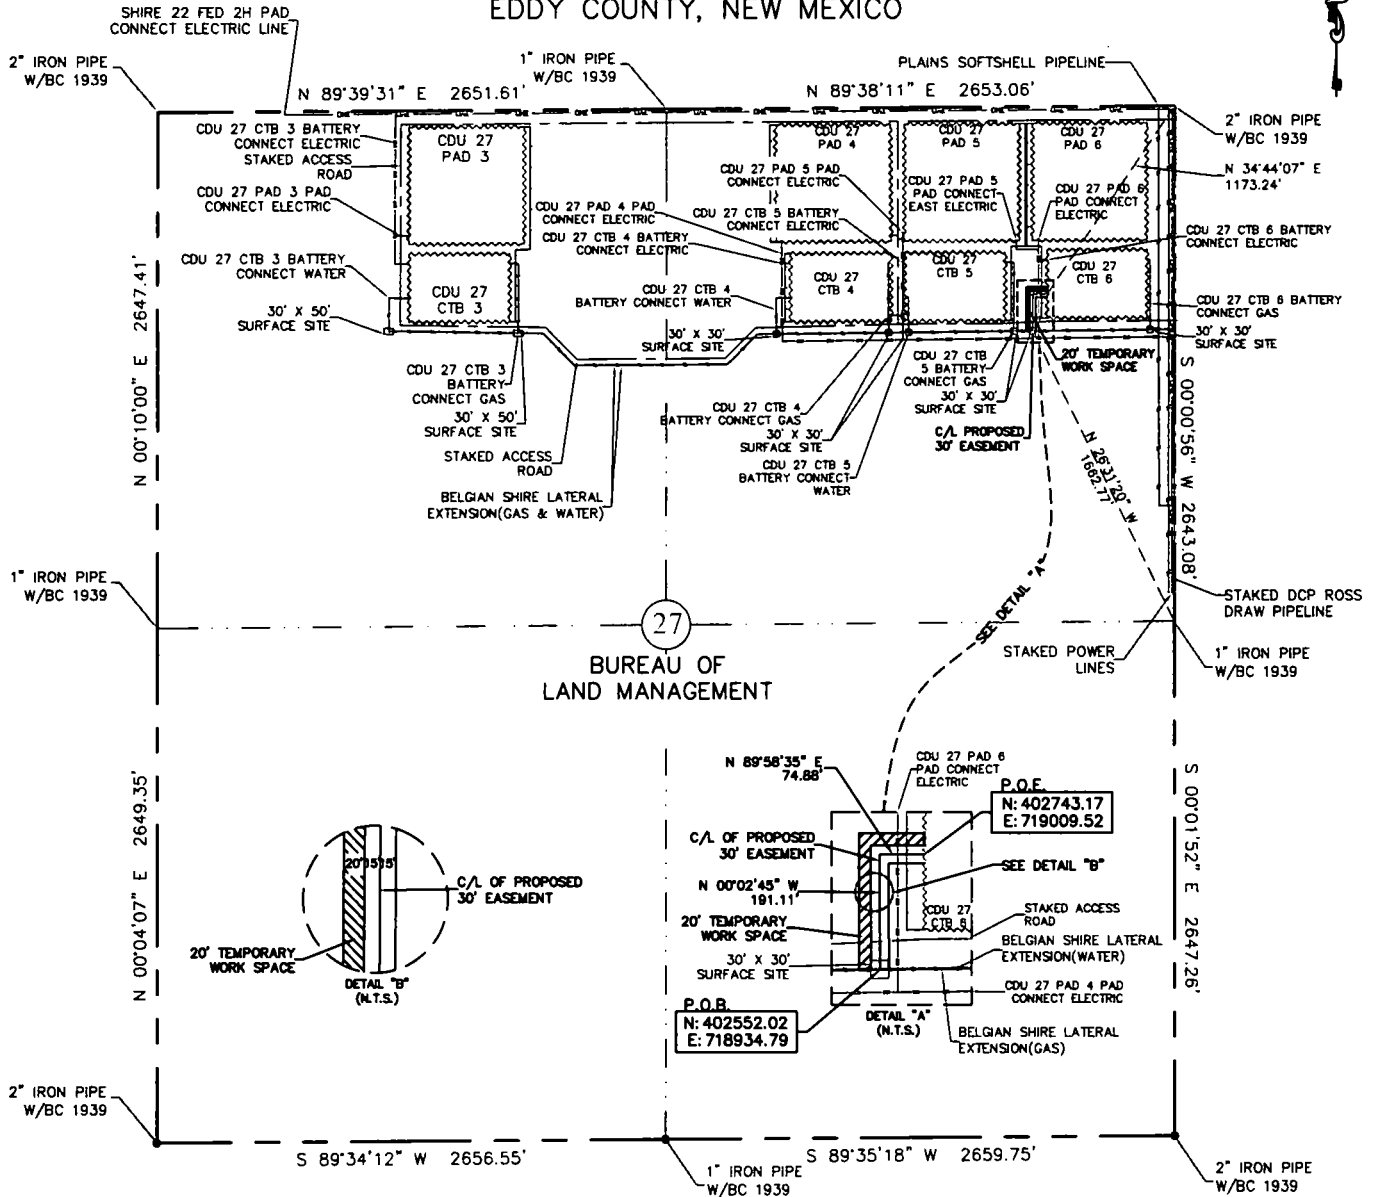 EDDY COUNTY, NEW MEXICO
SHIRE 22 FED 2H PAD
CONNECT ELECTRIC LINE
2" IRON PIPE
W/BC 1939
1" IRON PIPE
W/BC 1939
PLAINS SOFTSHELL PIPELINE
N 89°39'31" E 2651.61'
N 89°38'11" E 2653.06'
2" IRON PIPE
W/BC 1939
N 34°44'07" E
1173.24'
CDU 27 CTB 3 BATTERY
CONNECT ELECTRIC
STAKED ACCESS
ROAD
CDU 27 PAD 3 PAD
CONNECT ELECTRIC
CDU 27 CTB 3 BATTERY
CONNECT WATER
30' X 50'
SURFACE SITE
CDU 27
PAD 3
CDU 27
CTB 3
CDU 27
PAD 4
CDU 27
PAD 5
CDU 27
PAD 6
CDU 27 PAD 5 PAD
CONNECT ELECTRIC
CDU 27 PAD 5
PAD CONNECT
EAST ELECTRIC
CDU 27 PAD 6
PAD CONNECT
ELECTRIC
CDU 27 PAD 4 PAD
CONNECT ELECTRIC
CDU 27 CTB 5 BATTERY
CONNECT ELECTRIC
CDU 27 CTB 4 BATTERY
CONNECT ELECTRIC
CDU 27 CTB 6 BATTERY
CONNECT ELECTRIC
CDU 27
CTB 4
CDU 27
CTB 5
CDU 27
CTB 6
CDU 27 CTB 4
BATTERY CONNECT WATER
30' X 30'
SURFACE SITE
CDU 27 CTB 6 BATTERY
CONNECT GAS
30' X 30'
SURFACE SITE
20' TEMPORARY
WORK SPACE
CDU 27 CTB 3
BATTERY
CONNECT GAS
30' X 50'
SURFACE SITE
STAKED ACCESS
ROAD
BELGIAN SHIRE LATERAL
EXTENSION(GAS & WATER)
CDU 27 CTB 4
BATTERY CONNECT GAS
30' X 30'
SURFACE SITE
CDU 27 CTB 5
BATTERY CONNECT
WATER
CDU 27 CTB
5 BATTERY
CONNECT GAS
30' X 30'
SURFACE SITE
C/L PROPOSED
30' EASEMENT
N 26°31'20" W
1662.77'
N 00°10'00" E 2647.41'
S 00°00'56" W 2643.08'
1" IRON PIPE
W/BC 1939
27
BUREAU OF
LAND MANAGEMENT
SEE DETAIL "A"
STAKED DCP ROSS
DRAW PIPELINE
STAKED POWER
LINES
1" IRON PIPE
W/BC 1939
N 00°04'07" E 2649.35'
S 00°01'52" E 2647.26'
20' 15' 15'
C/L OF PROPOSED
30' EASEMENT
20' TEMPORARY
WORK SPACE
DETAIL "B"
(N.T.S.)
N 89°58'35" E
74.88'
CDU 27 PAD 6
PAD CONNECT
ELECTRIC
P.O.E.
N: 402743.17
E: 719009.52
C/L OF PROPOSED
30' EASEMENT
SEE DETAIL "B"
N 00°02'45" W
191.11'
20' TEMPORARY
WORK SPACE
30' X 30'
SURFACE SITE
CDU 27
STAKED ACCESS
ROAD
BELGIAN SHIRE LATERAL
EXTENSION(WATER)
CDU 27 PAD 4 PAD
CONNECT ELECTRIC
P.O.B.
N: 402552.02
E: 718934.79
DETAIL "A"
(N.T.S.)
BELGIAN SHIRE LATERAL
EXTENSION(GAS)
2" IRON PIPE
W/BC 1939
S 89°34'12" W 2656.55'
1" IRON PIPE
W/BC 1939
S 89°35'18" W 2659.75'
2" IRON PIPE
W/BC 1939